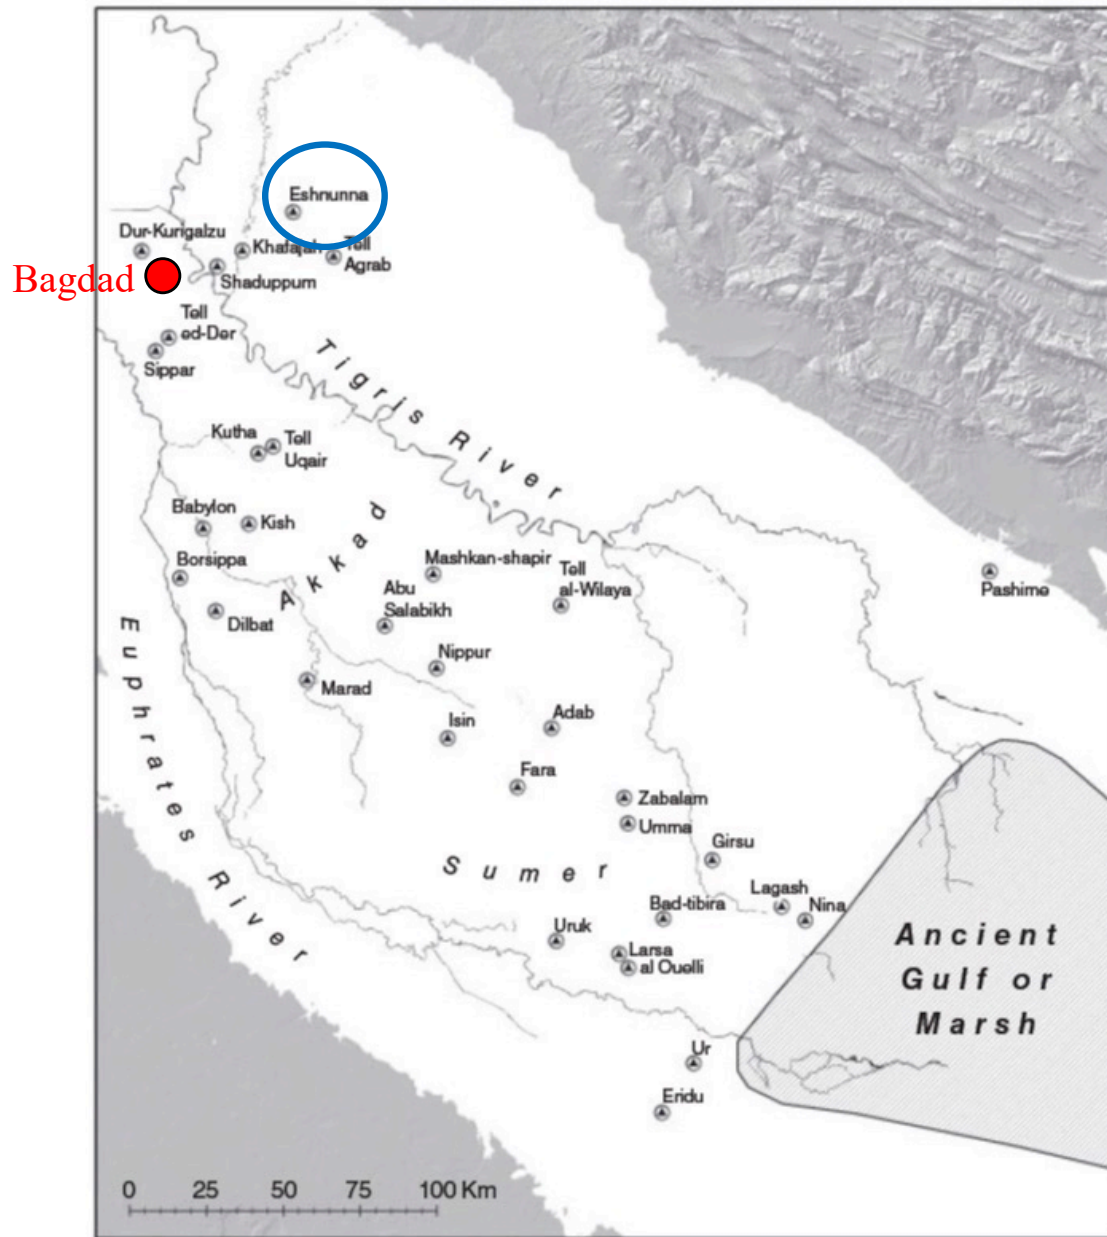 Eshnunna
Dur-Kurigalzu
Khafajah
Tell
Agrab
Bagdad
Shaduppum
Tell
ed-Der
Sippar
Tigris River
Kutha
Tell
Uqair
Babylon
Kish
Akkad
Borsippa
Mashkan-shapir
Abu
Salabikh
Tell
al-Wilaya
Pashime
Dilbat
Euphrates River
Nippur
Marad
Isin
Adab
Fara
Zabalam
Umma
Girsu
Sumer
Lagash
Nina
Bad-tibira
Uruk
Larsa
al Ouelli
Ancient
Gulf or
Marsh
Ur
Eridu
0 25 50 75 100 Km